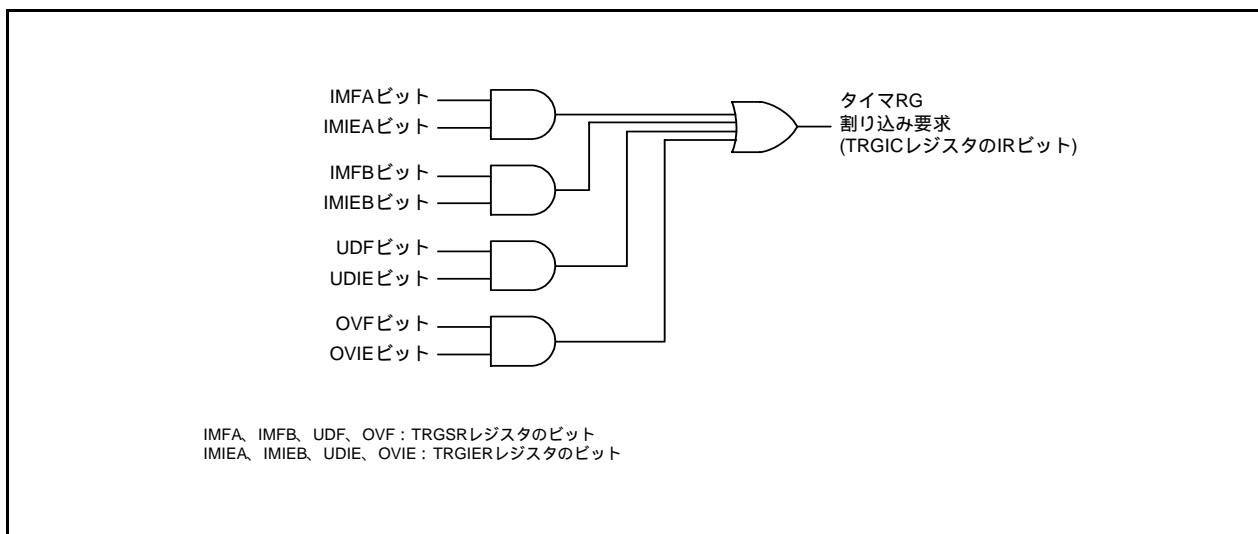 IMFAビット
IMIEAビット
IMFBビット
IMIEBビット
UDFビット
UDIEビット
OVFビット
OVIEビット
タイマRG
割り込み要求
(TRGICレジスタのIRビット)
IMFA、IMFB、UDF、OVF : TRGSRレジスタのビット
IMIEA、IMIEB、UDIE、OVIE : TRGIERレジスタのビット